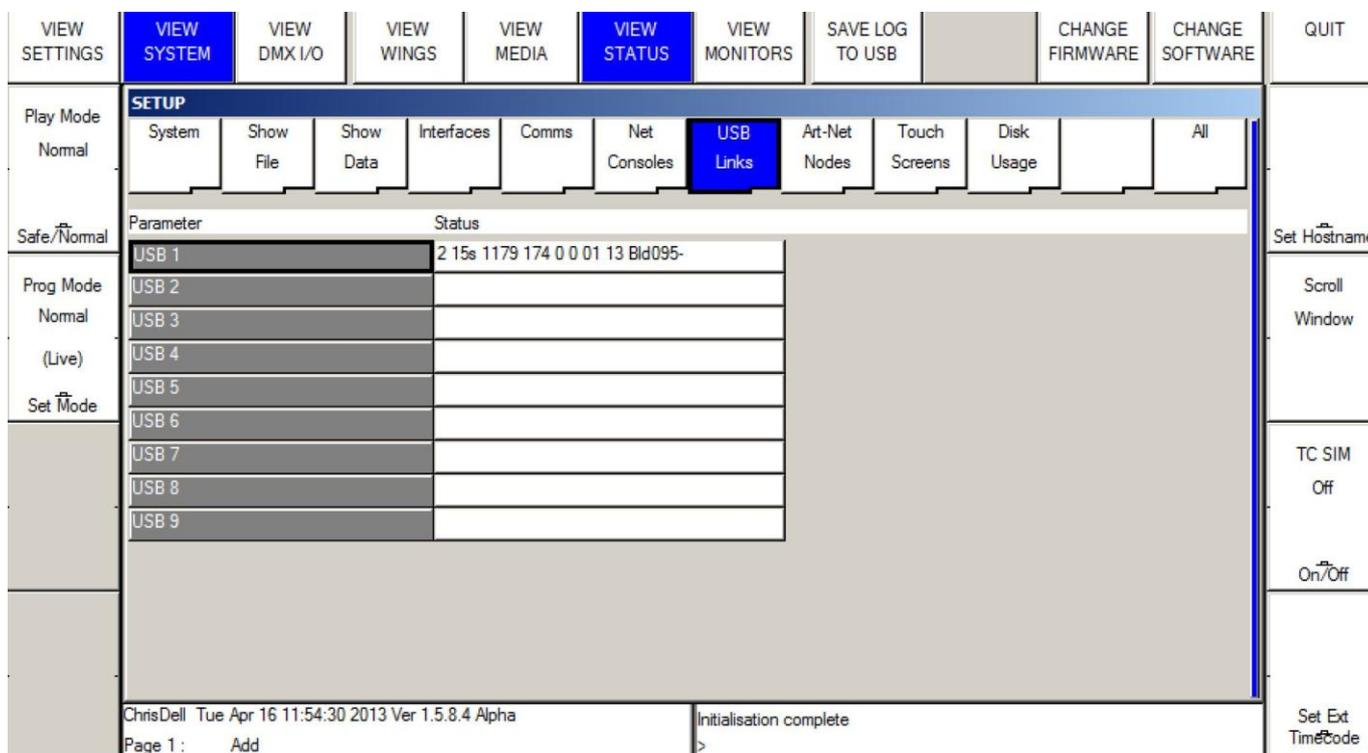 VIEW SETTINGS
VIEW SYSTEM
VIEW DMX I/O
VIEW WINGS
VIEW MEDIA
VIEW STATUS
VIEW MONITORS
SAVE LOG TO USB
CHANGE FIRMWARE
CHANGE SOFTWARE
QUIT
Play Mode
Normal
Safe/Normal
Prog Mode
Normal
(Live)
Set Mode
SETUP
System
Show File
Show Data
Interfaces
Comms
Net Consoles
USB Links
Art-Net Nodes
Touch Screens
Disk Usage
All
Parameter Status
USB 1 2 15s 1179 174 0 0 01 13 Bld095-
USB 2
USB 3
USB 4
USB 5
USB 6
USB 7
USB 8
USB 9
Set Hostname
Scroll
Window
TC SIM
Off
On/Off
Set Ext
Timecode
ChrisDell Tue Apr 16 11:54:30 2013 Ver 1.5.8.4 Alpha
Page 1 : Add
Initialisation complete
>